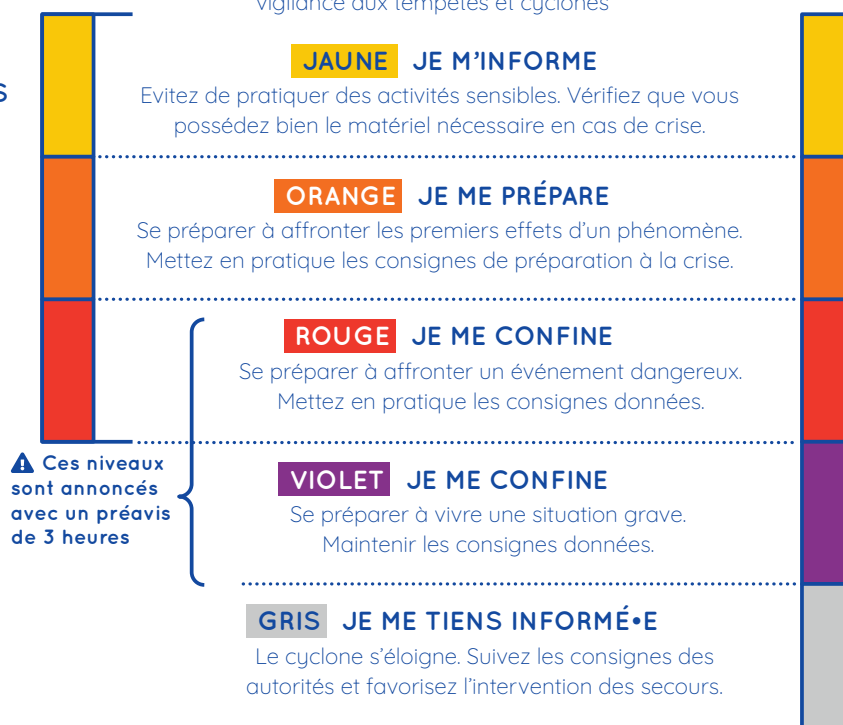 vigilance aux tempêtes et cyclones
S
JAUNE JE M'INFORME
Evitez de pratiquer des activités sensibles. Vérifiez que vous
possédez bien le matériel nécessaire en cas de crise.
ORANGE JE ME PRÉPARE
Se préparer à affronter les premiers effets d'un phénomène.
Mettez en pratique les consignes de préparation à la crise.
ROUGE JE ME CONFINE
Se préparer à affronter un événement dangereux.
Mettez en pratique les consignes données.
Ces niveaux
sont annoncés
avec un préavis
de 3 heures
VIOLET JE ME CONFINE
Se préparer à vivre une situation grave.
Maintenir les consignes données.
GRIS JE ME TIENS INFORMÉ•E
Le cyclone s'éloigne. Suivez les consignes des
autorités et favorisez l'intervention des secours.